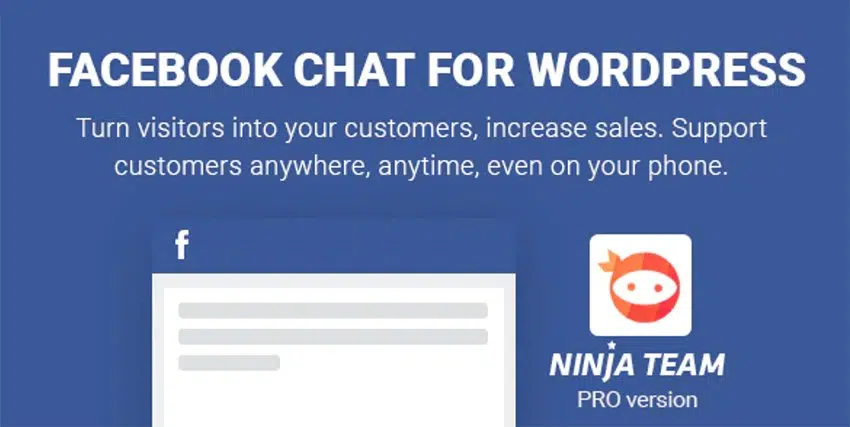 FACEBOOK CHAT FOR WORDPRESS
Turn visitors into your customers, increase sales. Support
customers anywhere, anytime, even on your phone.
f
NINJA TEAM
PRO version